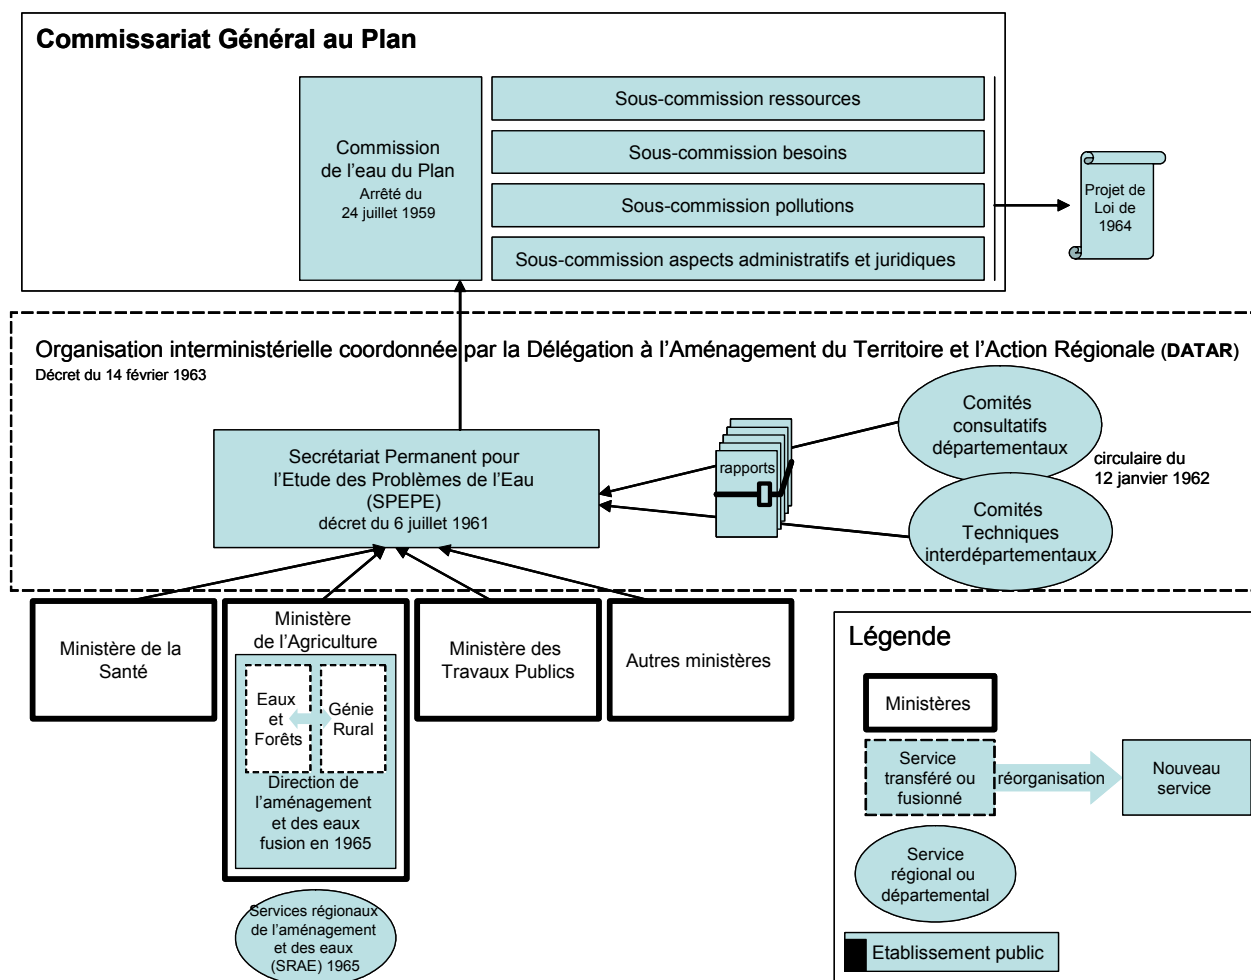 Commissariat Général au Plan
Commission
de l'eau du Plan
Arrêté du
24 juillet 1959
Sous-commission ressources
Sous-commission besoins
Sous-commission pollutions
Sous-commission aspects administratifs et juridiques
Projet de
Loi de
1964
Organisation interministérielle coordonnée par la Délégation à l'Aménagement du Territoire et l'Action Régionale (DATAR)
Décret du 14 février 1963
Secrétariat Permanent pour
l'Etude des Problèmes de l'Eau
(SPEPE)
décret du 6 juillet 1961
rapports
Comités
consultatifs
départementaux
circulaire du
12 janvier 1962
Comités
Techniques
interdépartementaux
Ministère de la
Santé
Ministère
de l'Agriculture
Eaux
et
Forêts
Génie
Rural
Direction de
l'aménagement
et des eaux
fusion en 1965
Ministère des
Travaux Publics
Autres ministères
Services régionaux
de l'aménagement
et des eaux
(SRAE) 1965
Légende
Ministères
Service
transféré ou
fusionné
réorganisation
Nouveau
service
Service
régional ou
départemental
Etablissement public